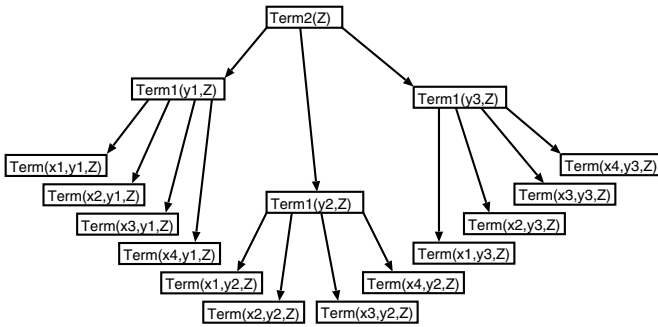 Term2(Z)
Term1(y1,Z)
Term1(y3,Z)
Term(x1,y1,Z)
Term(x2,y1,Z)
Term(x3,y1,Z)
Term(x4,y1,Z)
Term1(y2,Z)
Term(x4,y3,Z)
Term(x3,y3,Z)
Term(x2,y3,Z)
Term(x1,y3,Z)
Term(x1,y2,Z)
Term(x2,y2,Z)
Term(x3,y2,Z)
Term(x4,y2,Z)